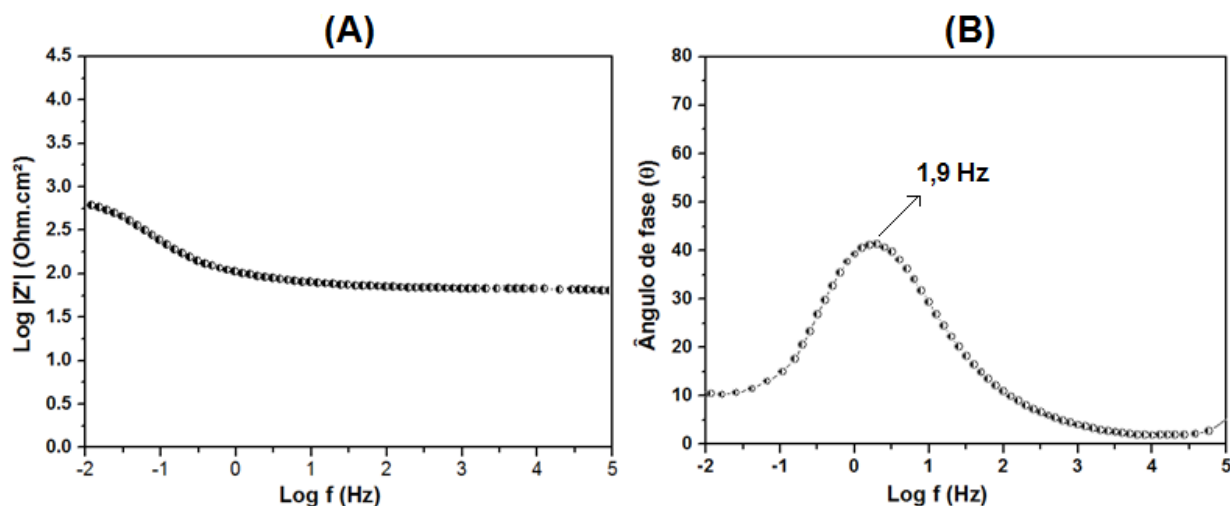 (A)
4.5
4.0
3.5
3.0
2.5
2.0
1.5
1.0
0.5
0.0
Log |Z'| (Ohm.cm²)
-2 -1 0 1 2 3 4 5
Log f (Hz)
(B)
80
70
60
50
40
30
20
10
0
Ângulo de fase (θ)
1,9 Hz
-2 -1 0 1 2 3 4 5
Log f (Hz)